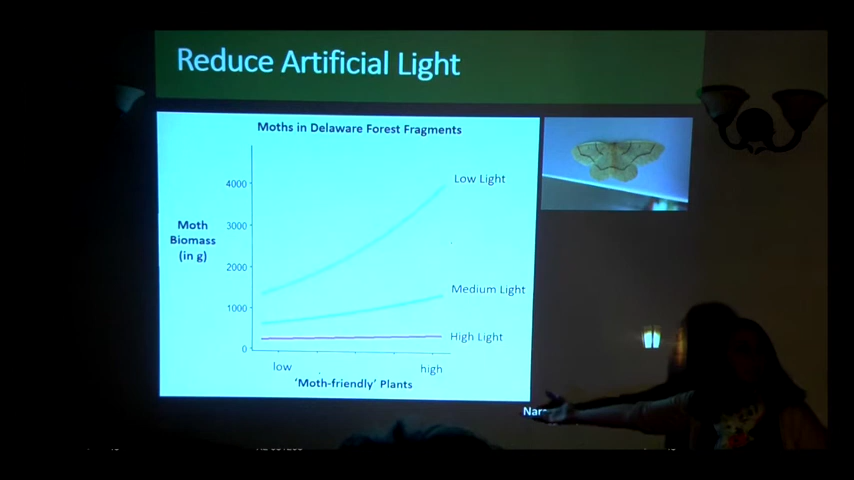 Reduce Artificial Light
Moths in Delaware Forest Fragments
Moth
Biomass
(in g)
4000
3000
2000
1000
0
Low Light
Medium Light
High Light
low
high
'Moth-friendly' Plants